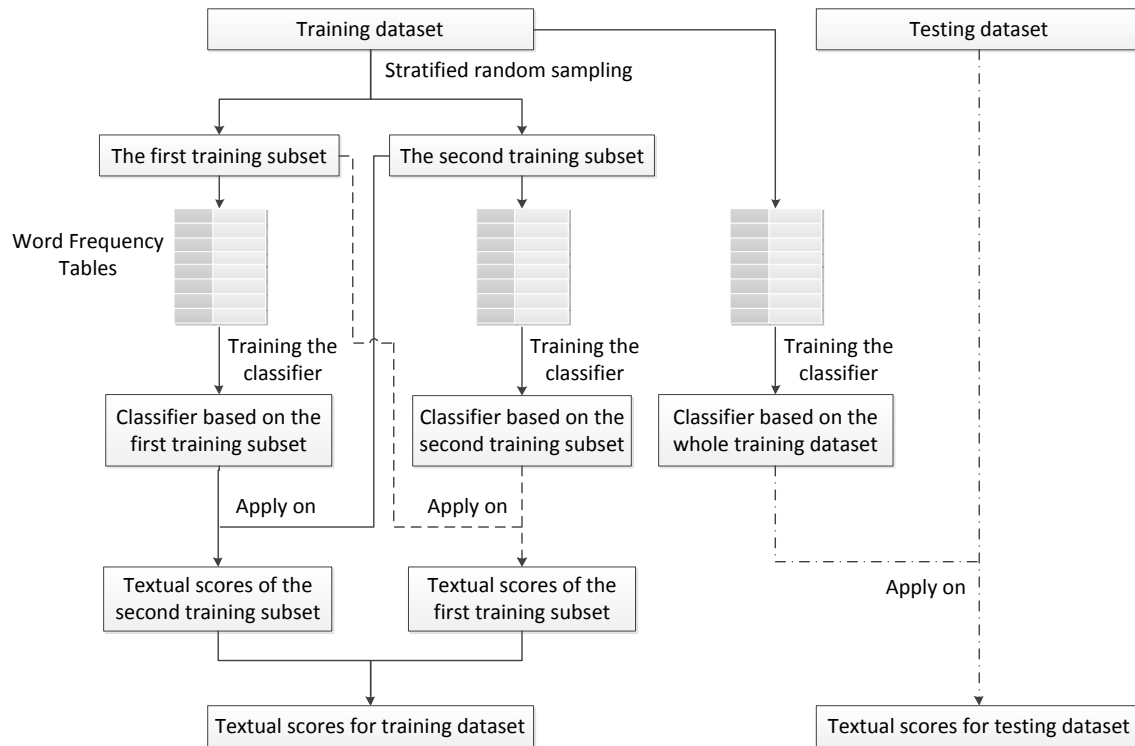 Training dataset
Testing dataset
Stratified random sampling
The first training subset
The second training subset
Word Frequency
Tables
Training the
classifier
Training the
classifier
Training the
classifier
Classifier based on the
first training subset
Classifier based on the
second training subset
Classifier based on the
whole training dataset
Apply on
Apply on
Textual scores of the
second training subset
Textual scores of the
first training subset
Apply on
Textual scores for training dataset
Textual scores for testing dataset